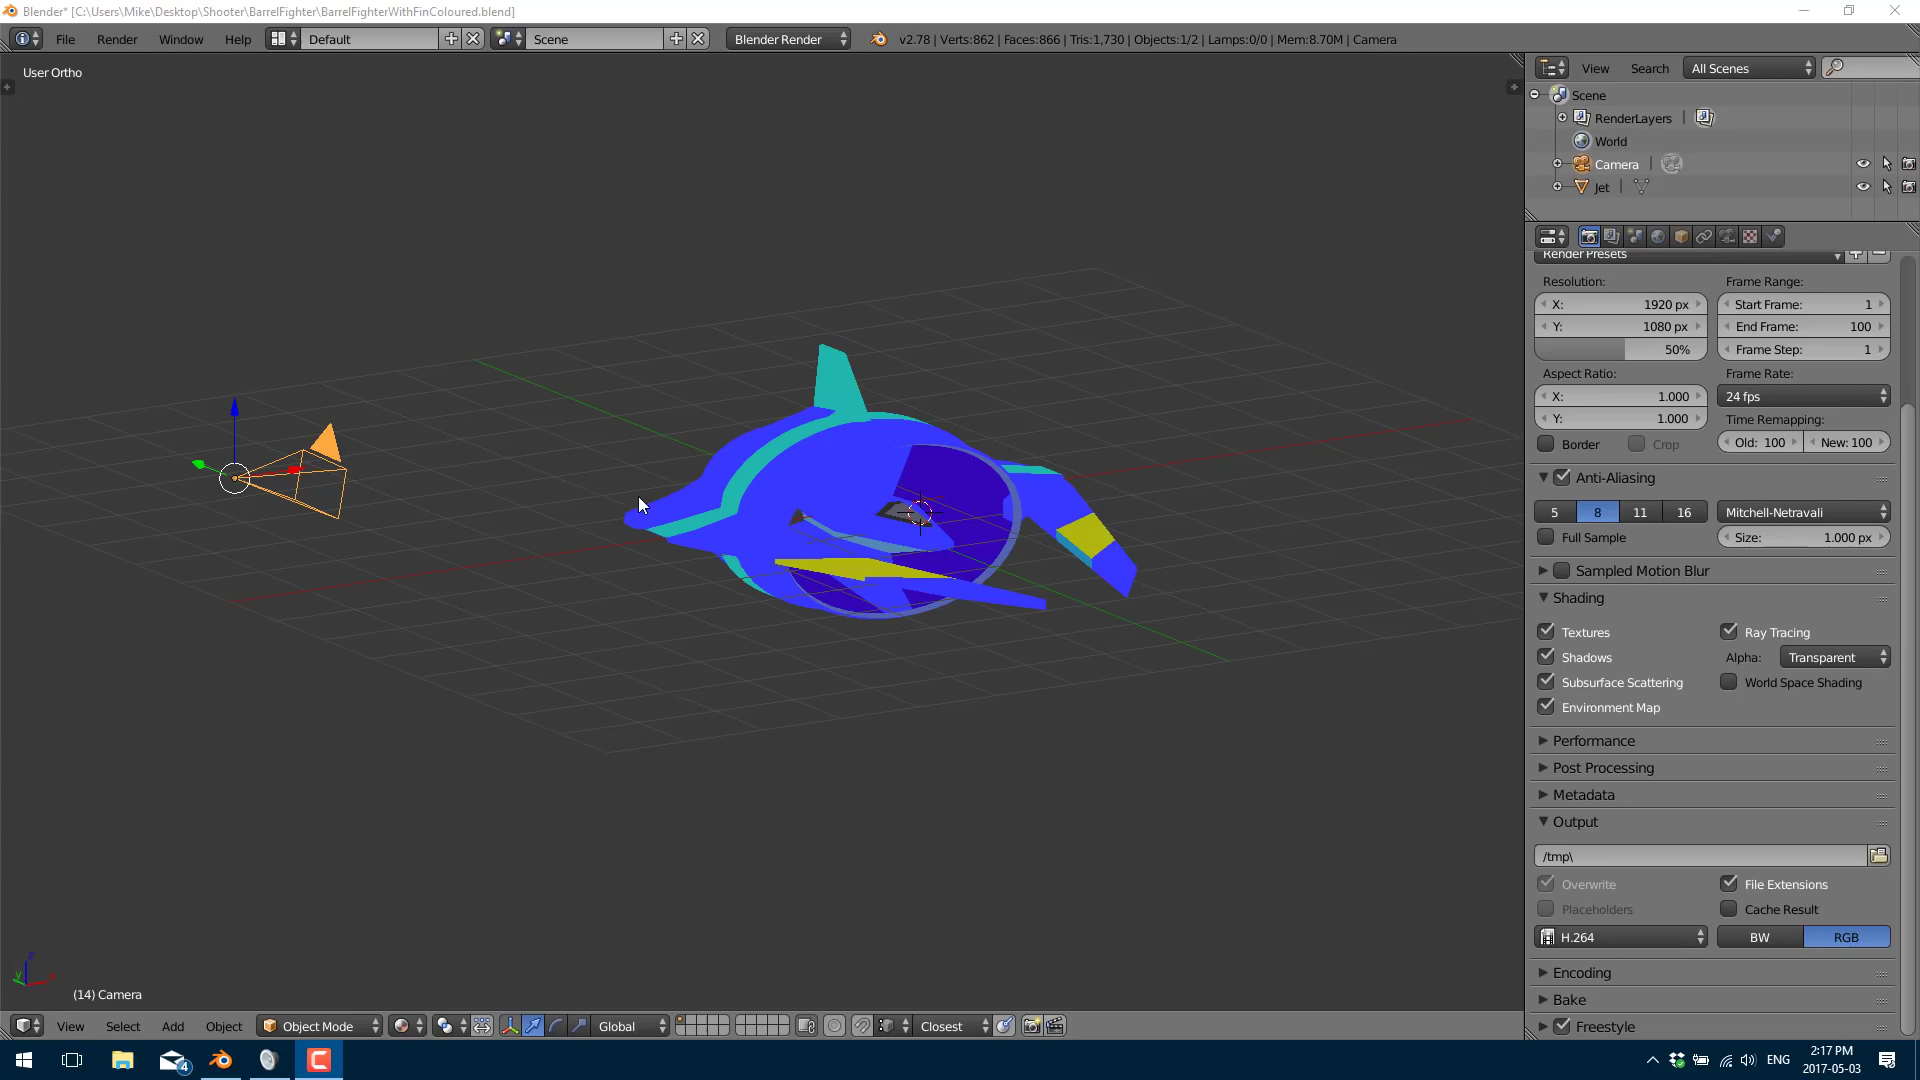 Blender* [C:\Users\Mike\Desktop\Shooter\BarrelFighter\BarrelFighterWithFinColoured.blend]
File Render Window Help Default Scene Blender Render v2.78 | Verts:862 | Faces:866 | Tris:1,730 | Objects:1/2 | Lamps:0/0 | Mem:8.70M | Camera
User Ortho
View Search All Scenes
Scene
RenderLayers
World
Camera
Jet
Render Presets
Resolution: Frame Range:
X: 1920 px Start Frame: 1
Y: 1080 px End Frame: 100
50% Frame Step: 1
Aspect Ratio: Frame Rate:
X: 1.000 24 fps
Y: 1.000 Time Remapping:
Border Crop Old: 100 New: 100
Anti-Aliasing
5 8 11 16 Mitchell-Netravali
Full Sample Size: 1.000 px
Sampled Motion Blur
Shading
Textures Ray Tracing
Shadows Alpha: Transparent
Subsurface Scattering World Space Shading
Environment Map
Performance
Post Processing
Metadata
Output
/tmp\
Overwrite File Extensions
Placeholders Cache Result
H.264 BW RGB
Encoding
Bake
Freestyle
z
y x
(14) Camera
View Select Add Object Object Mode Global Closest
4
ENG
2:17 PM
2017-05-03